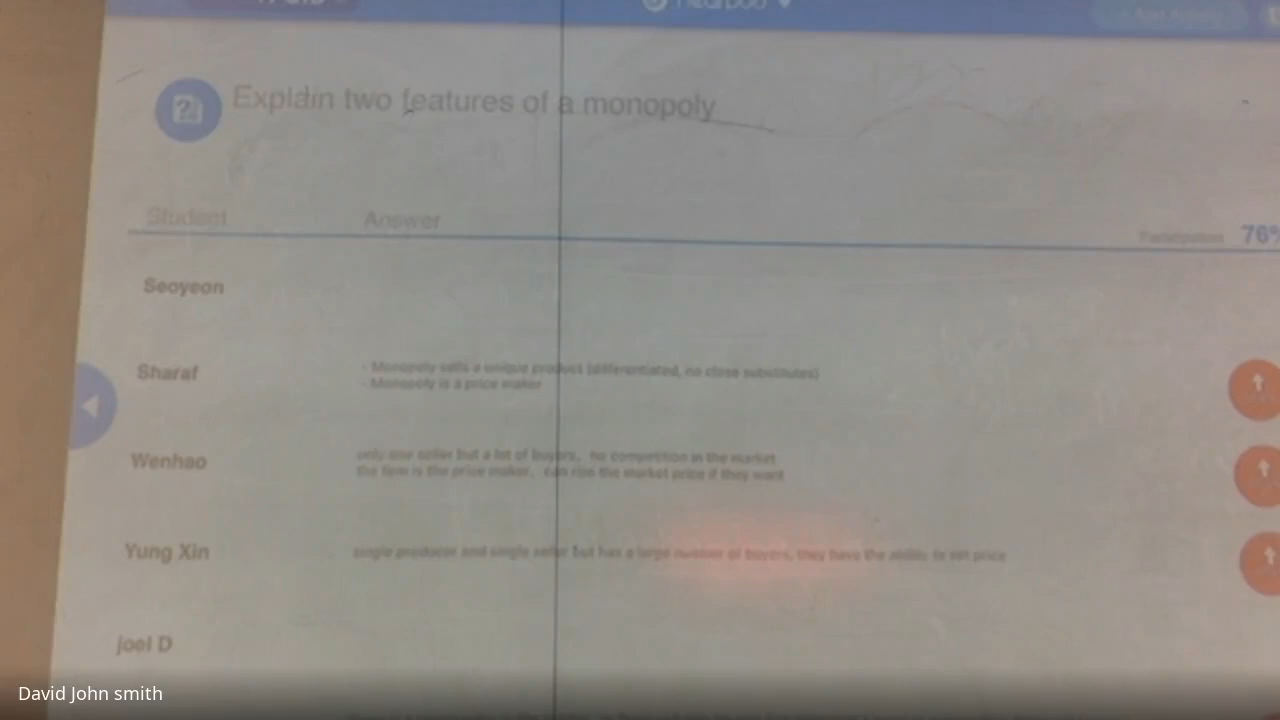 Explain two features of a monopoly
Student Answer
Participation 76%
Seoyeon
Sharaf
- Monopoly sells a unique product (differentiated, no close substitutes)
- Monopoly is a price maker
Wenhao
only one seller but a lot of buyers, no competition in the market
the firm is the price maker, can rise the market price if they want
Yung Xin
single producer and single seller but has a large number of buyers, they have the ability to set price
joel D
David John smith